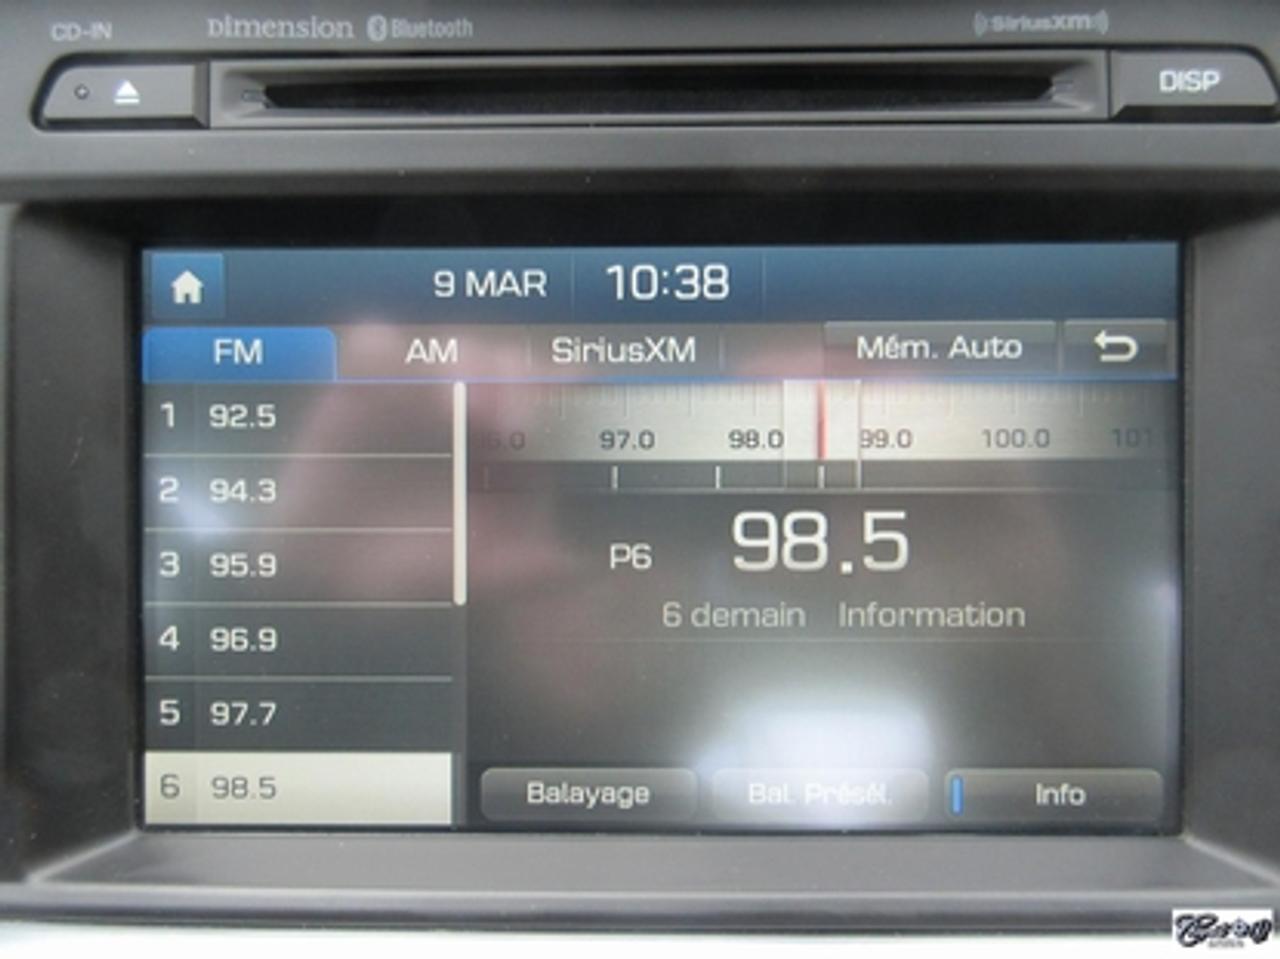 CD-IN Dimension Bluetooth ((SiriusXM))
DISP
9 MAR 10:38
FM AM SiriusXM Mém. Auto
1 92.5
2 94.3
3 95.9
4 96.9
5 97.7
6 98.5
97.0 98.0 99.0 100.0 101
P6 98.5
6 demain Information
Balayage Bal. Présél. Info